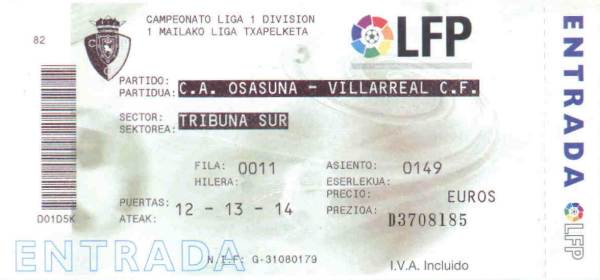 CAMPEONATO LIGA 1 DIVISION
1 MAILAKO LIGA TXAPELKETA
LFP
82
PARTIDO:
PARTIDUA:
C.A. OSASUNA - VILLARREAL C.F.
SECTOR:
SEKTOREA:
TRIBUNA SUR
FILA: 0011 ASIENTO: 0149
HILERA: ESERLEKUA:
PRECIO: EUROS
PUERTAS: 12 - 13 - 14 PREZIOA: D3708185
ATEAK:
D01D5K
ENTRADA
N.I.F: G-31080179
I.V.A. Incluido
ENTRADA
LFP